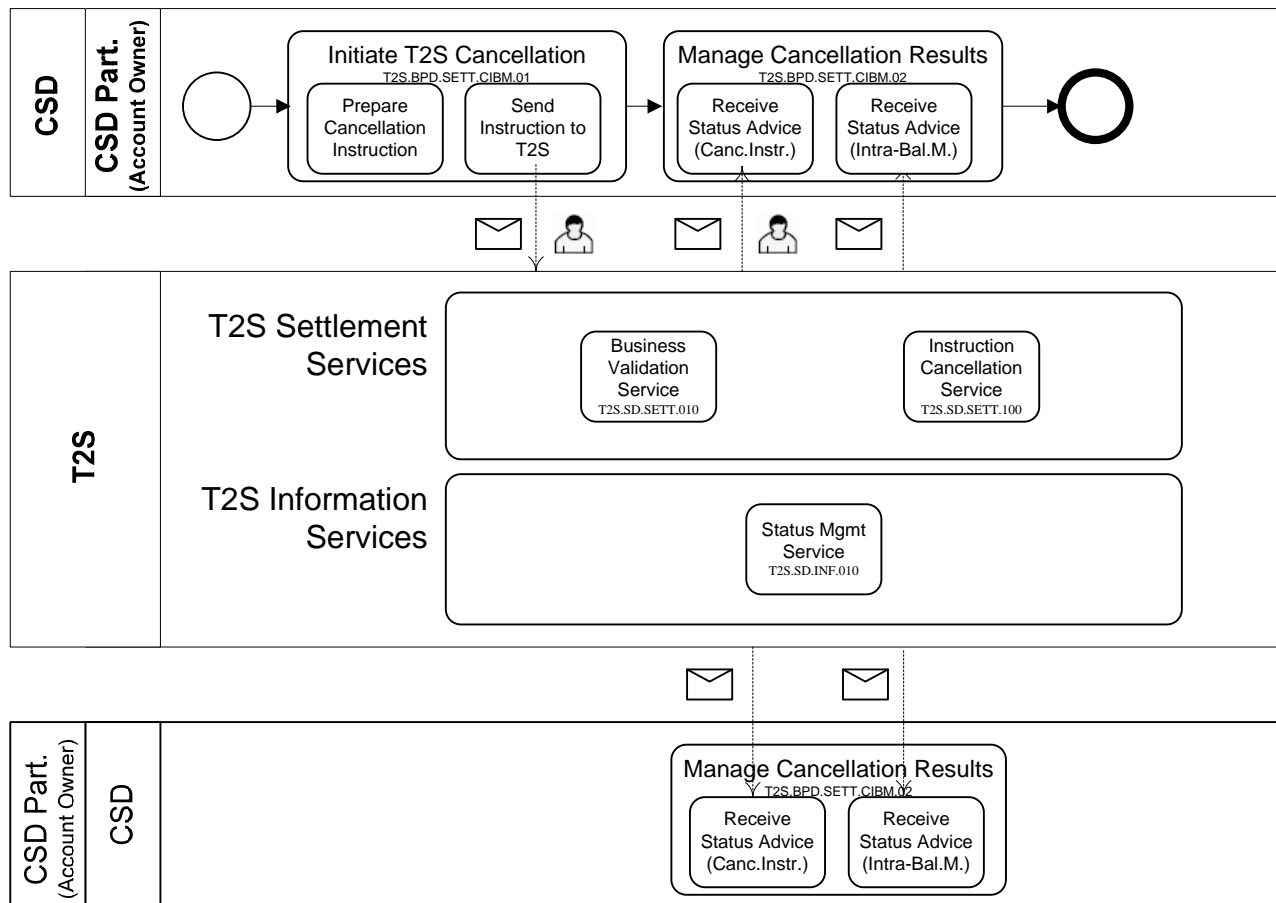 CSD
CSD Part.
(Account Owner)
Initiate T2S Cancellation
T2S.BPD.SETT.CIBM.01
Prepare
Cancellation
Instruction
Send
Instruction to
T2S
Manage Cancellation Results
T2S.BPD.SETT.CIBM.02
Receive
Status Advice
(Canc.Instr.)
Receive
Status Advice
(Intra-Bal.M.)
T2S
T2S Settlement
Services
Business
Validation
Service
T2S.SD.SETT.010
Instruction
Cancellation
Service
T2S.SD.SETT.100
T2S Information
Services
Status Mgmt
Service
T2S.SD.INF.010
CSD Part.
(Account Owner)
CSD
Manage Cancellation Results
T2S.BPD.SETT.CIBM.02
Receive
Status Advice
(Canc.Instr.)
Receive
Status Advice
(Intra-Bal.M.)